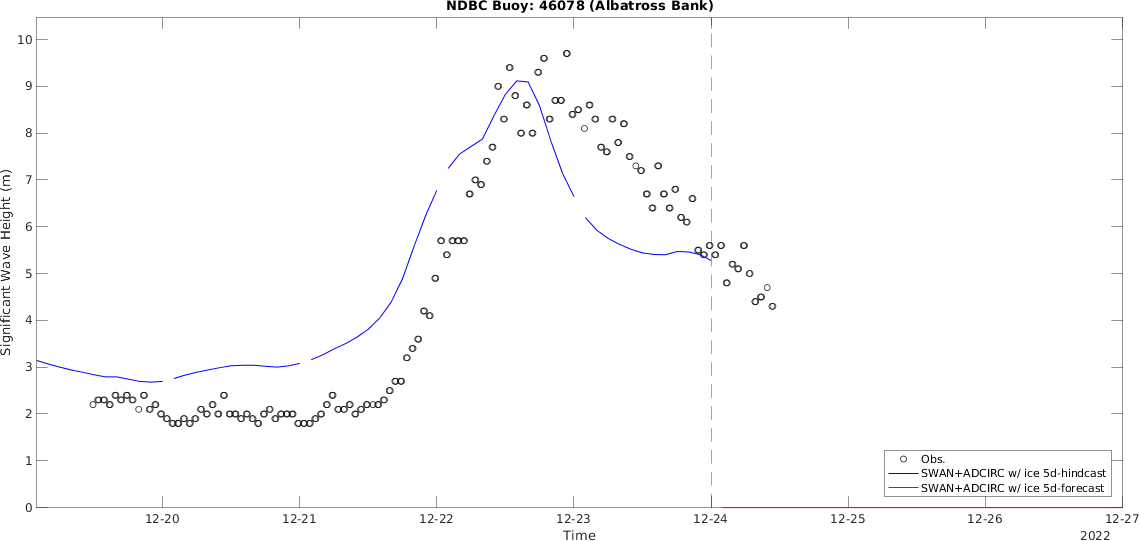 NDBC Buoy: 46078 (Albatross Bank)
10
9
8
7
6
5
4
3
2
1
0
Significant Wave Height (m)
Obs.
SWAN+ADCIRC w/ ice 5d-hindcast
SWAN+ADCIRC w/ ice 5d-forecast
12-20 12-21 12-22 12-23 12-24 12-25 12-26 12-27
Time
2022